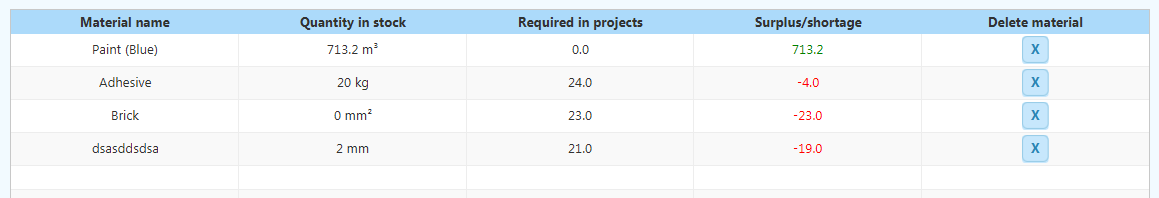 Material name Quantity in stock Required in projects Surplus/shortage Delete material
Paint (Blue) 713.2 m³ 0.0 713.2 X
Adhesive 20 kg 24.0 -4.0 X
Brick 0 mm² 23.0 -23.0 X
dsasddsdsa 2 mm 21.0 -19.0 X